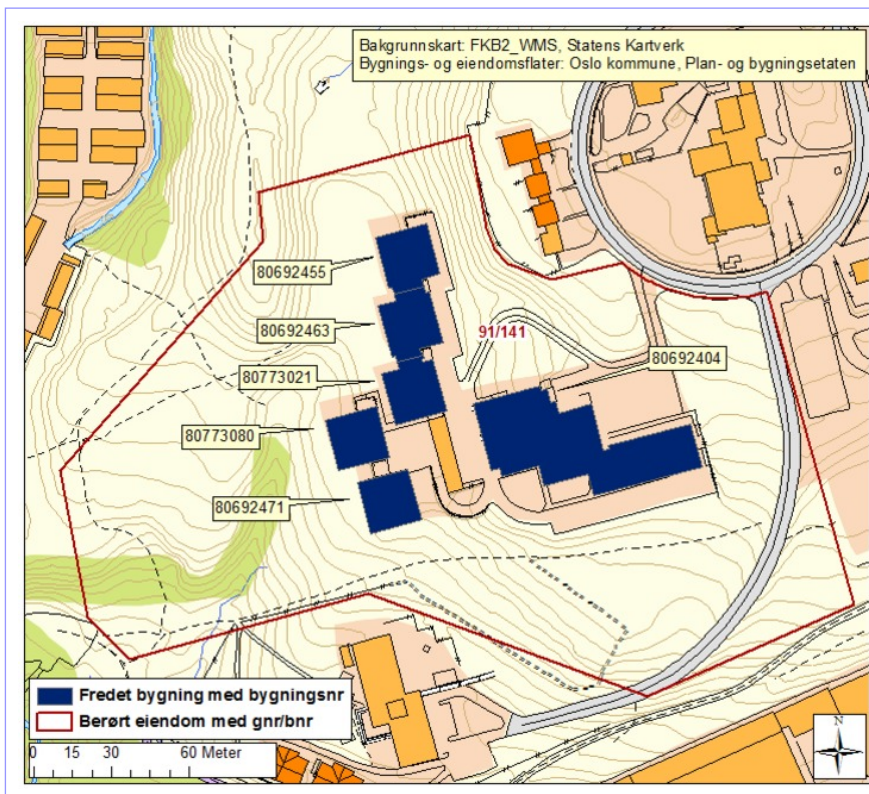 Bakgrunnskart: FKB2_WMS, Statens Kartverk
Bygnings- og eiendomsflater: Oslo kommune, Plan- og bygningsetaten
80692455
80692463
91/141
80692404
80773021
80773080
80692471
Fredet bygning med bygningsnr
Berørt eiendom med gnr/bnr
0 15 30 60 Meter
N